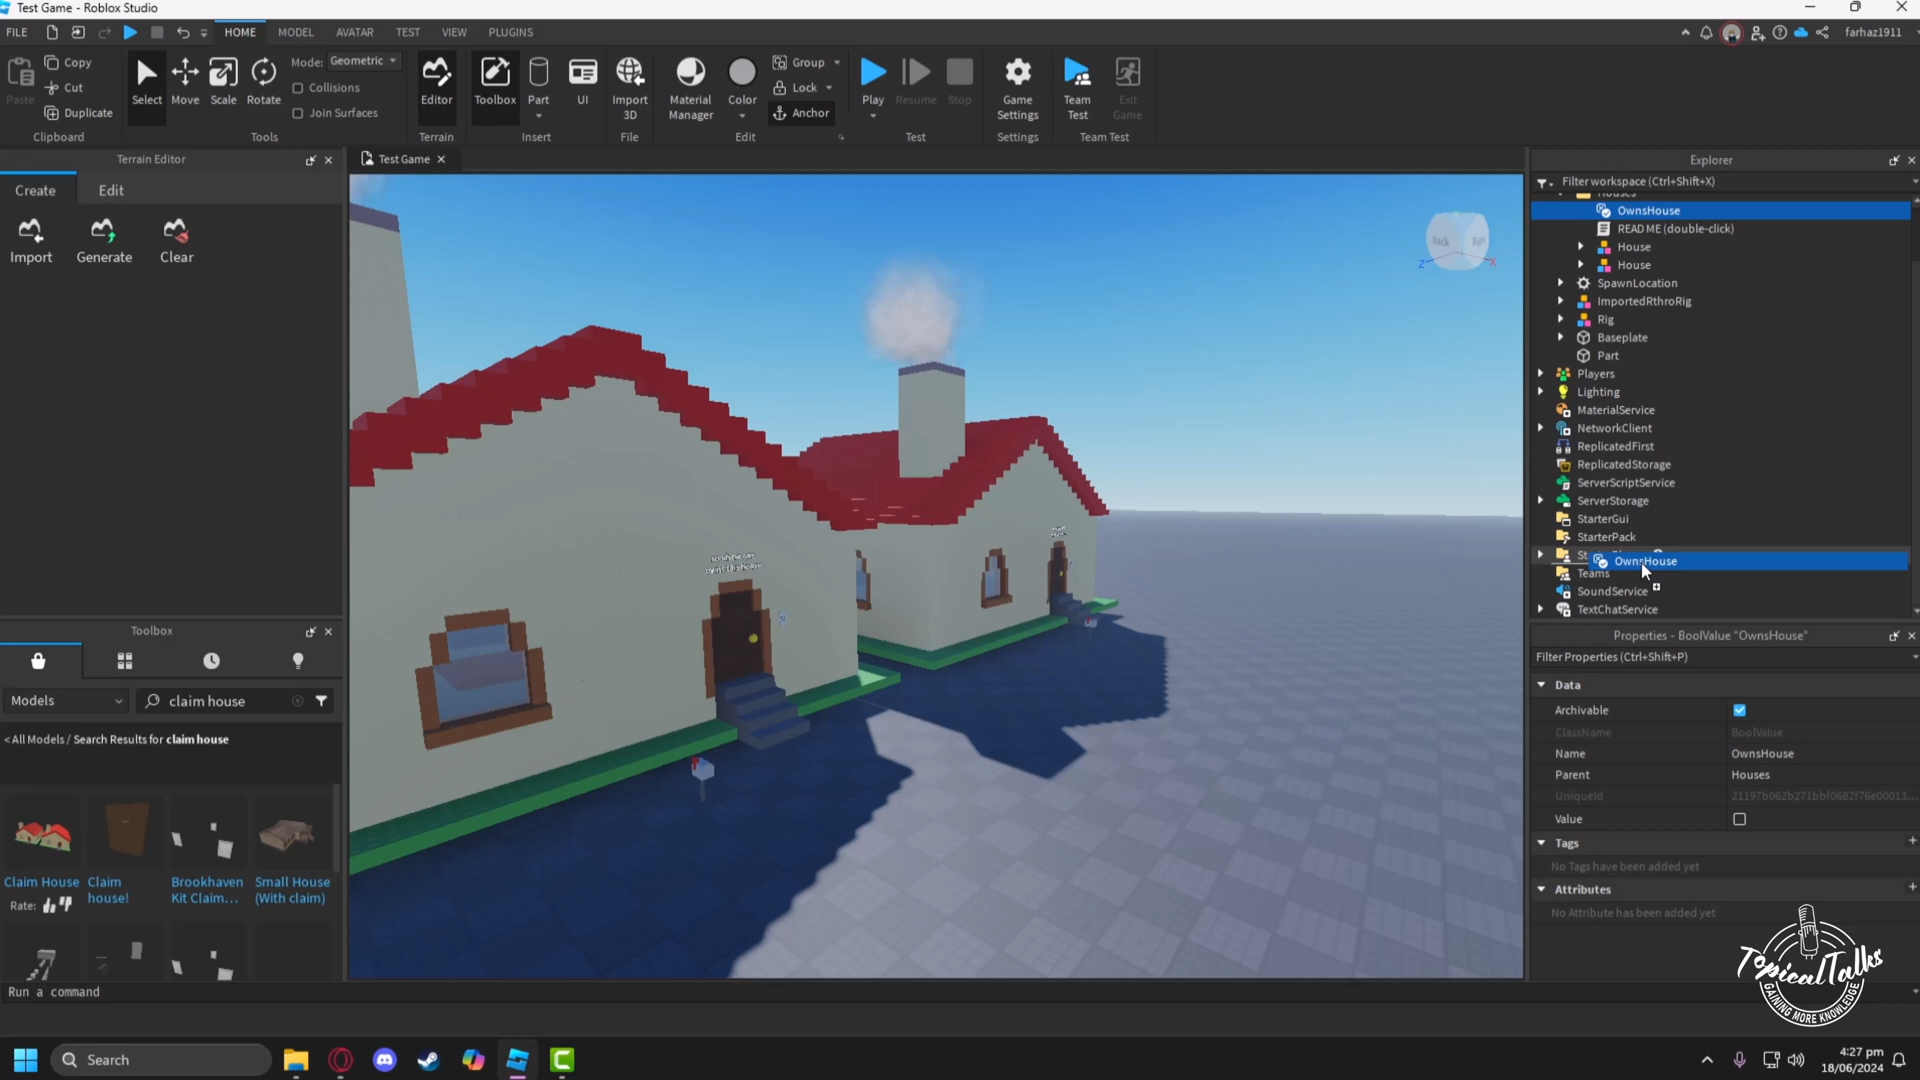 Test Game - Roblox Studio
FILE HOME MODEL AVATAR TEST VIEW PLUGINS farhaz1911
Paste Copy Cut Duplicate Clipboard
Select Move Scale Rotate Mode: Geometric Collisions Join Surfaces Tools
Editor Terrain
Toolbox Part UI Insert
Import 3D File
Material Manager Color Group Lock Anchor Edit
Play Resume Stop Test
Game Settings Settings
Team Test Exit Game Team Test
Terrain Editor
Create Edit
Import Generate Clear
Test Game
Back
Z X
Explorer
Filter workspace (Ctrl+Shift+X)
Houses
OwnsHouse
READ ME (double-click)
House
House
SpawnLocation
ImportedRthroRig
Rig
Baseplate
Part
Players
Lighting
MaterialService
NetworkClient
ReplicatedFirst
ReplicatedStorage
ServerScriptService
ServerStorage
StarterGui
StarterPack
St OwnsHouse
Teams
SoundService
TextChatService
Toolbox
Models claim house
< All Models / Search Results for claim house
Claim House
Rate:
Claim house!
Brookhaven Kit Claim...
Small House (With claim)
Properties - BoolValue "OwnsHouse"
Filter Properties (Ctrl+Shift+P)
Data
Archivable
ClassName BoolValue
Name OwnsHouse
Parent Houses
UniqueId 21197b062b271bbf0682f76e00013...
Value
Tags
No Tags have been added yet
Attributes
No Attribute has been added yet
TopicalTalks
GAINING MORE KNOWLEDGE
Run a command
Search
4:27 pm
18/06/2024